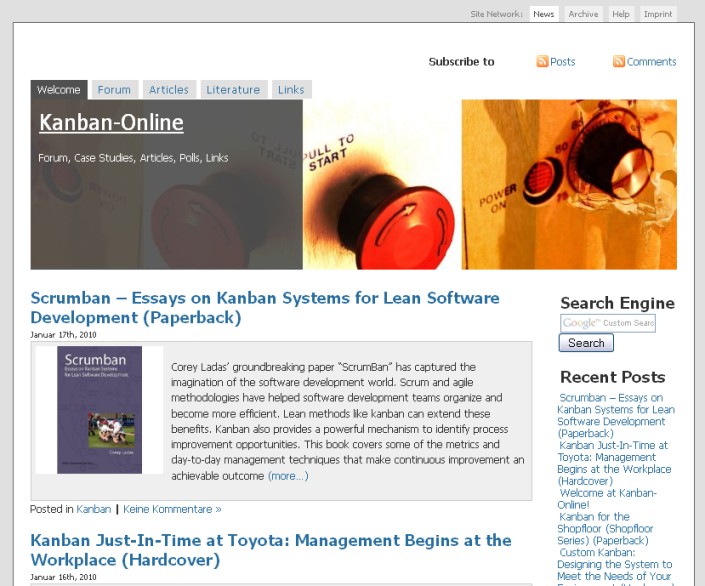 Site Network: News Archive Help Imprint
Subscribe to Posts Comments
Welcome Forum Articles Literature Links
Kanban-Online
Forum, Case Studies, Articles, Polls, Links
PULL TO
START
POWER
ON
Scrumban – Essays on Kanban Systems for Lean Software
Development (Paperback)
Januar 17th, 2010
Scrumban
Essays on Kanban Systems
for Lean Software Development
Corey Ladas
Corey Ladas' groundbreaking paper "ScrumBan" has captured the
imagination of the software development world. Scrum and agile
methodologies have helped software development teams organize and
become more efficient. Lean methods like kanban can extend these
benefits. Kanban also provides a powerful mechanism to identify process
improvement opportunities. This book covers some of the metrics and
day-to-day management techniques that make continuous improvement an
achievable outcome (more...)
Posted in Kanban | Keine Kommentare »
Kanban Just-In-Time at Toyota: Management Begins at the
Workplace (Hardcover)
Januar 16th, 2010
Search Engine
Google™ Custom Searc
Search
Recent Posts
Scrumban – Essays on
Kanban Systems for Lean
Software Development
(Paperback)
Kanban Just-In-Time at
Toyota: Management
Begins at the Workplace
(Hardcover)
Welcome at Kanban-
Online!
Kanban for the
Shopfloor (Shopfloor
Series) (Paperback)
Custom Kanban:
Designing the System to
Meet the Needs of Your